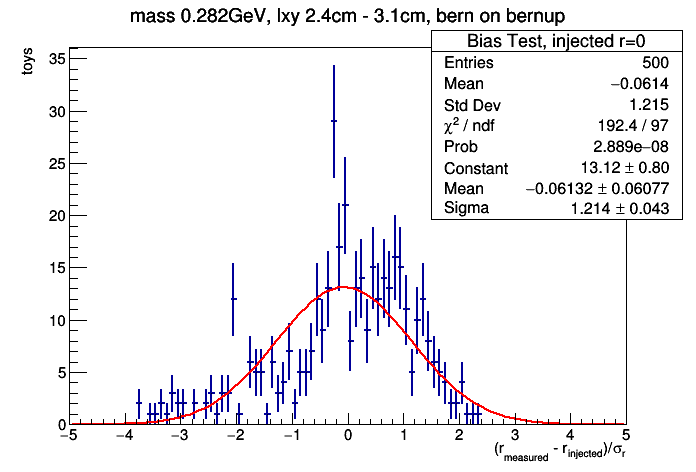 mass 0.282GeV, lxy 2.4cm - 3.1cm, bern on bernup
Bias Test, injected r=0
Entries 500
Mean −0.0614
Std Dev 1.215
χ² / ndf 192.4 / 97
Prob 2.889e−08
Constant 13.12 ± 0.80
Mean −0.06132 ± 0.06077
Sigma 1.214 ± 0.043
toys
35
30
25
20
15
10
5
0
−5 −4 −3 −2 −1 0 1 2 3 4 5
(r_measured - r_injected)/σ_r